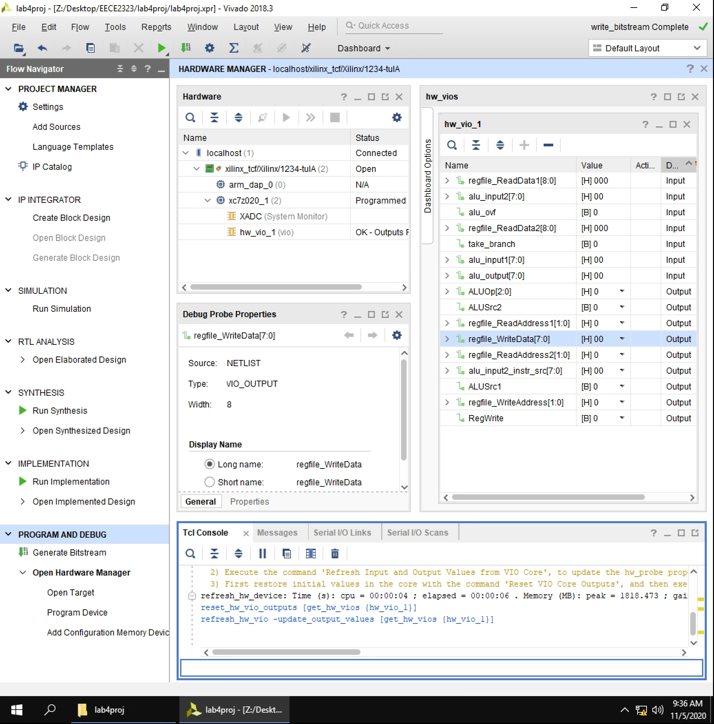 lab4proj - [Z:/Desktop/EECE2323/lab4proj/lab4proj.xpr] - Vivado 2018.3
File Edit Flow Tools Reports Window Layout View Help Quick Access
write_bitstream Complete
Dashboard
Default Layout
Flow Navigator
PROJECT MANAGER
Settings
Add Sources
Language Templates
IP Catalog
IP INTEGRATOR
Create Block Design
Open Block Design
Generate Block Design
SIMULATION
Run Simulation
RTL ANALYSIS
Open Elaborated Design
SYNTHESIS
Run Synthesis
Open Synthesized Design
IMPLEMENTATION
Run Implementation
Open Implemented Design
PROGRAM AND DEBUG
Generate Bitstream
Open Hardware Manager
Open Target
Program Device
Add Configuration Memory Devic
HARDWARE MANAGER - localhost/xilinx_tcf/Xilinx/1234-tulA
Hardware
Name Status
localhost (1) Connected
xilinx_tcf/Xilinx/1234-tulA (2) Open
arm_dap_0 (0) N/A
xc7z020_1 (2) Programmed
XADC (System Monitor)
hw_vio_1 (vio) OK - Outputs F
Debug Probe Properties
regfile_WriteData[7:0]
Source: NETLIST
Type: VIO_OUTPUT
Width: 8
Display Name
Long name: regfile_WriteData
Short name: regfile_WriteData
General Properties
hw_vios
Dashboard Options
hw_vio_1
Name Value Acti... D...
regfile_ReadData1[8:0] [H] 000 Input
alu_input2[7:0] [H] 00 Input
alu_ovf [B] 0 Input
regfile_ReadData2[8:0] [H] 000 Input
take_branch [B] 0 Input
alu_input1[7:0] [H] 00 Input
alu_output[7:0] [H] 00 Input
ALUOp[2:0] [H] 0 Output
ALUSrc2 [B] 0 Output
regfile_ReadAddress1[1:0] [H] 0 Output
regfile_WriteData[7:0] [H] 00 Output
regfile_ReadAddress2[1:0] [H] 0 Output
alu_input2_instr_src[7:0] [H] 00 Output
ALUSrc1 [B] 0 Output
regfile_WriteAddress[1:0] [H] 0 Output
RegWrite [B] 0 Output
Tcl Console Messages Serial I/O Links Serial I/O Scans
2) Execute the command 'Refresh Input and Output Values from VIO Core', to update the hw_probe prop
3) First restore initial values in the core with the command 'Reset VIO Core Outputs', and then exe
refresh_hw_device: Time (s): cpu = 00:00:04 ; elapsed = 00:00:06 . Memory (MB): peak = 1818.473 ; gai
reset_hw_vio_outputs [get_hw_vios {hw_vio_1}]
refresh_hw_vio -update_output_values [get_hw_vios {hw_vio_1}]
lab4proj
lab4proj - [Z:/Deskt...
9:36 AM
11/5/2020